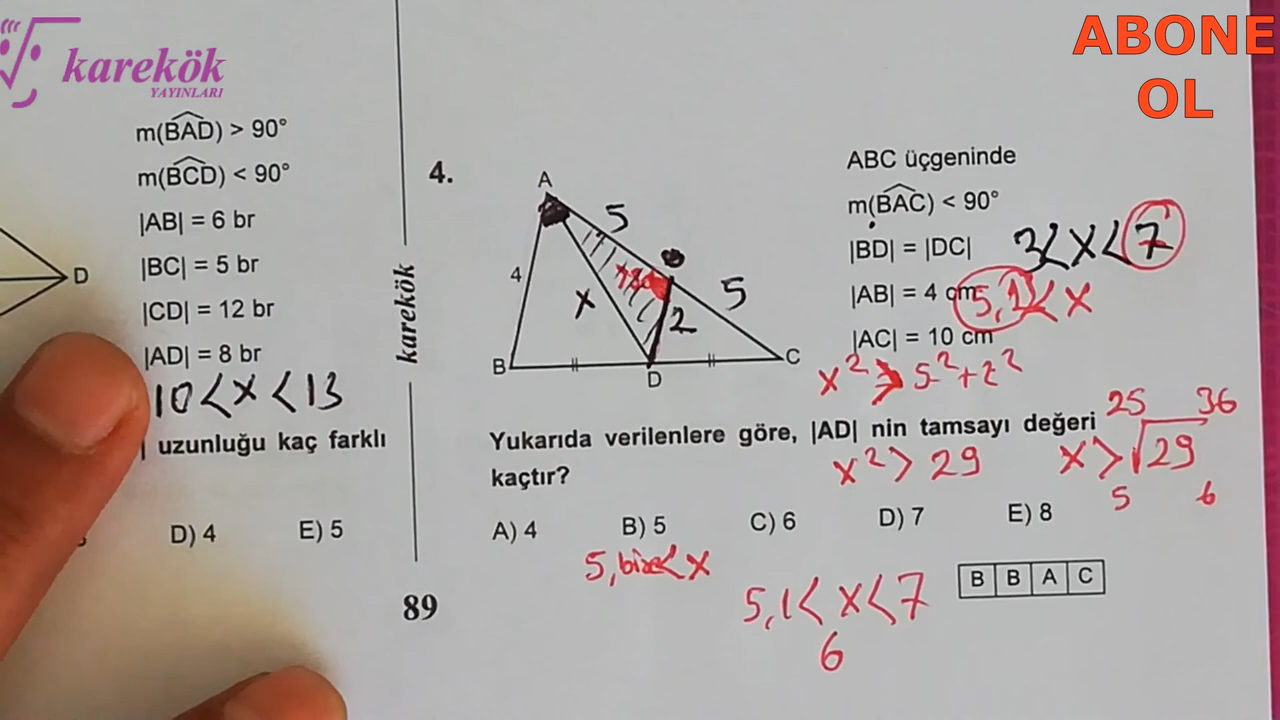 karekök
YAYINLARI
ABONE
OL
m(BAD) > 90°
m(BCD) < 90°
|AB| = 6 br
|BC| = 5 br
|CD| = 12 br
|AD| = 8 br
10 < x < 13
uzunluğu kaç farklı
D) 4 E) 5
D
karekök
89
4.
A
5
5
4
x
2
B
D
C
ABC üçgeninde
m(BAC) < 90°
|BD| = |DC|
3 < x < 7
|AB| = 4 cm
5,1 < x
|AC| = 10 cm
x² > 5² + 2²
Yukarıda verilenlere göre, |AD| nin tamsayı değeri
kaçtır?
x² > 29
25 36
x > √29
5 6
A) 4 B) 5 C) 6 D) 7 E) 8
5, < x
5,1 < x < 7
6
B B A C